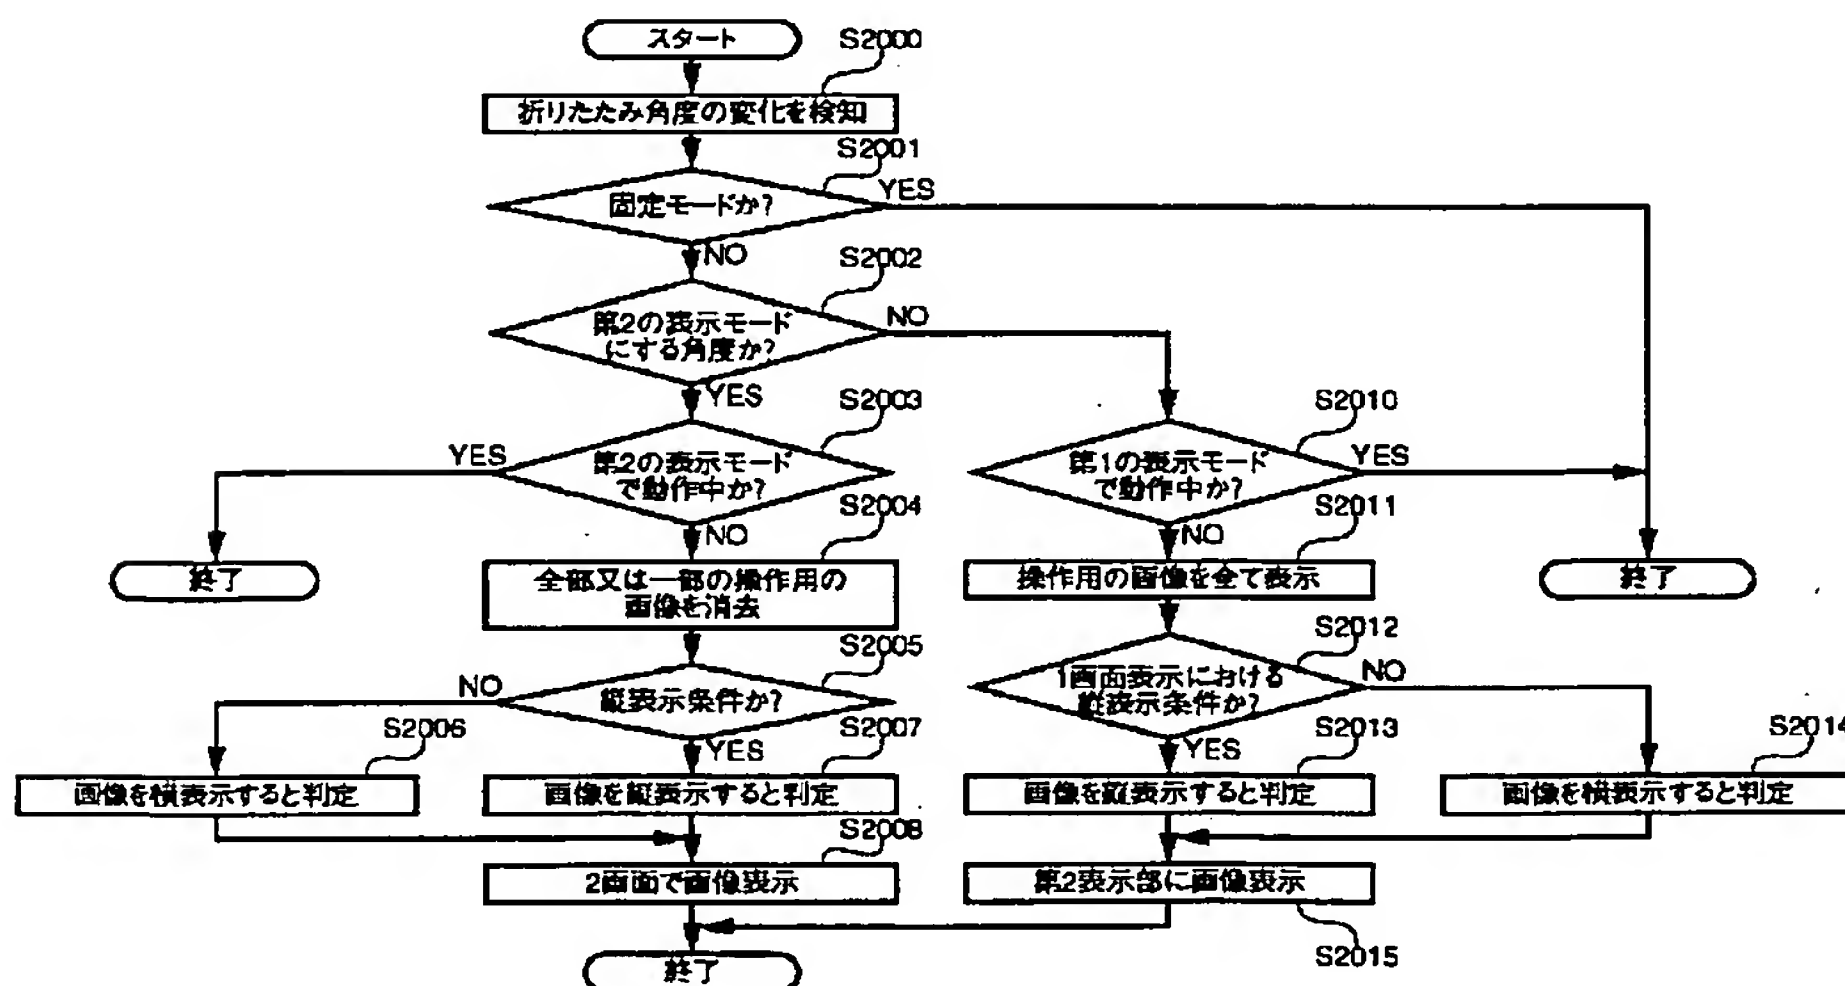 スタート
S2000
折りたたみ角度の変化を検知
S2001
固定モードか?
YES
NO
S2002
第2の表示モード
にする角度か?
NO
YES
S2003
第2の表示モード
で動作中か?
YES
NO
S2010
第1の表示モード
で動作中か?
YES
NO
終了
S2004
全部又は一部の操作用の
画像を消去
S2011
操作用の画像を全て表示
終了
S2005
縦表示条件か?
NO
YES
S2012
1画面表示における
縦表示条件か?
NO
YES
S2006
画像を横表示すると判定
S2007
画像を縦表示すると判定
S2013
画像を縦表示すると判定
S2014
画像を横表示すると判定
S2008
2画面で画像表示
第2表示部に画像表示
S2015
終了